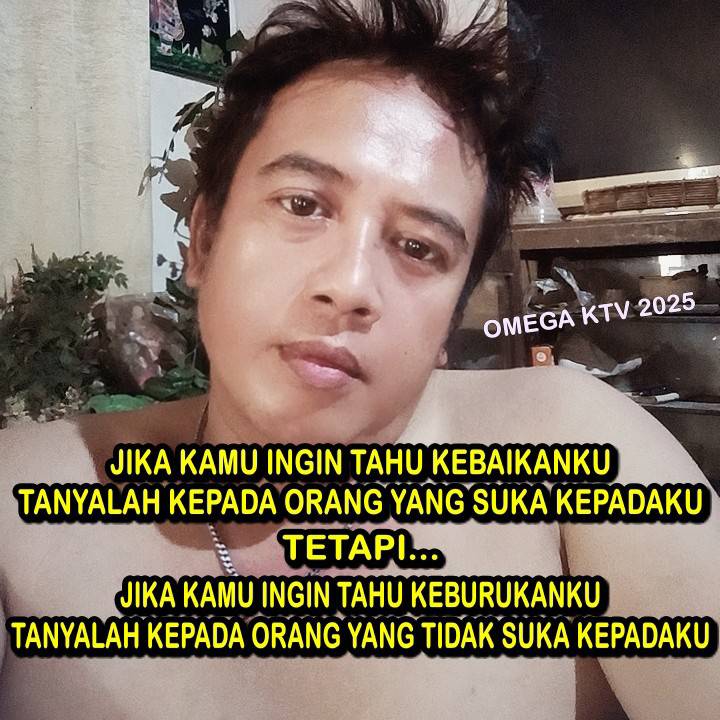 OMEGA KTV 2025
JIKA KAMU INGIN TAHU KEBAIKANKU
TANYALAH KEPADA ORANG YANG SUKA KEPADAKU
TETAPI...
JIKA KAMU INGIN TAHU KEBURUKANKU
TANYALAH KEPADA ORANG YANG TIDAK SUKA KEPADAKU